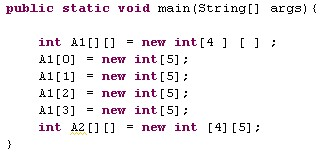 public static void main(String[] args){
int A1[][] = new int[4 ] [ ] ;
A1[0] = new int[5];
A1[1] = new int[5];
A1[2] = new int[5];
A1[3] = new int[5];
int A2[][] = new int [4][5];
}